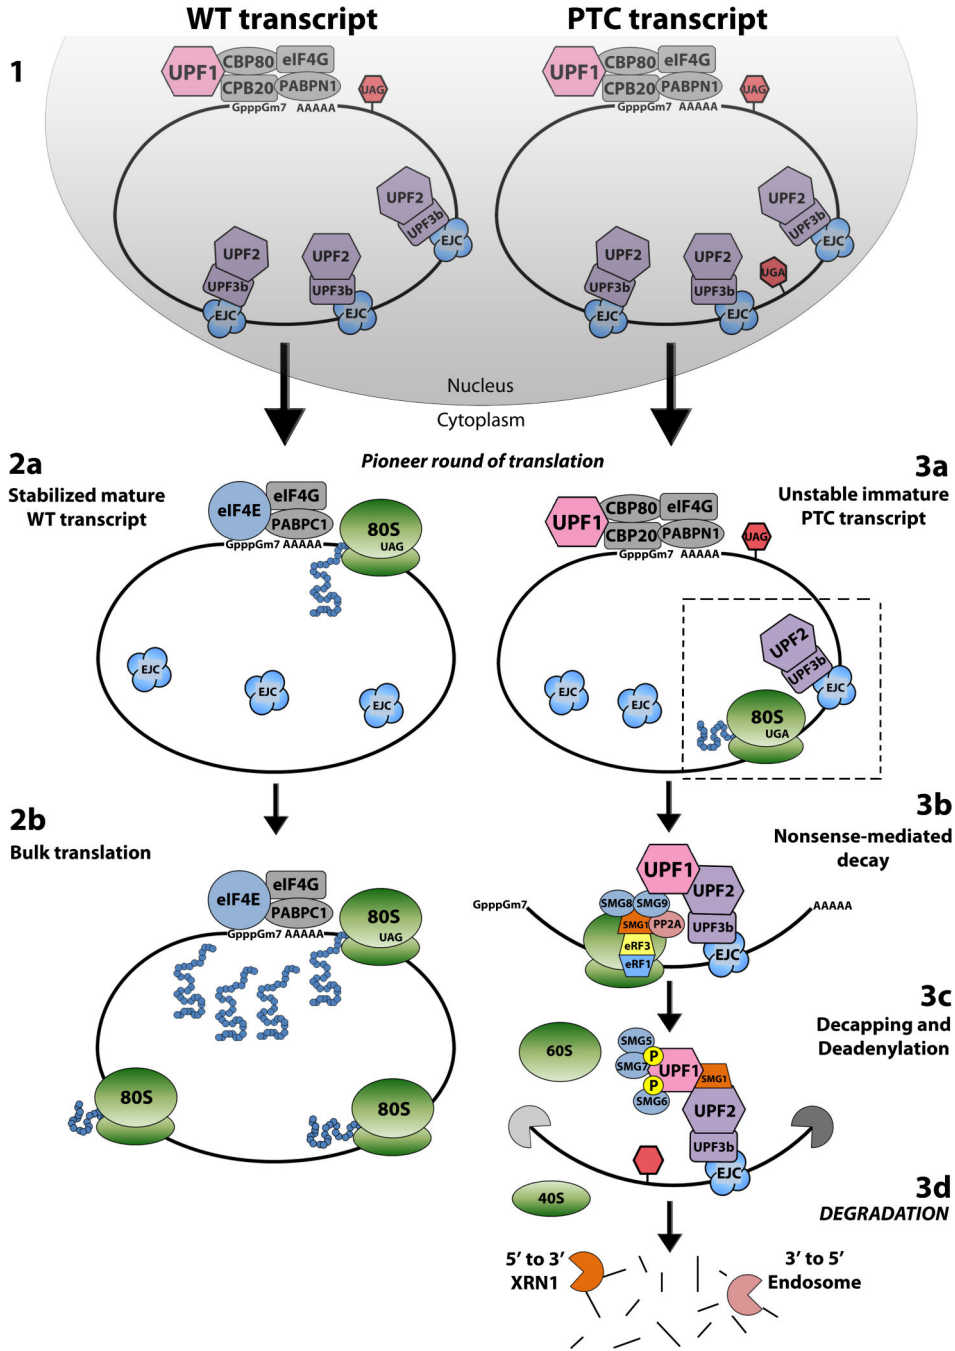 WT transcript
PTC transcript
1
UPF1
CBP80
eIF4G
CPB20
PABPN1
GpppGm7
AAAAA
UAG
UPF2
UPF3b
EJC
UPF2
UPF3b
EJC
UPF2
UPF3b
EJC
UPF1
CBP80
eIF4G
CPB20
PABPN1
GpppGm7
AAAAA
UAG
UPF2
UPF3b
EJC
UPF2
UPF3b
EJC
UPF2
UPF3b
EJC
UGA
Nucleus
Cytoplasm
Pioneer round of translation
2a
Stabilized mature
WT transcript
eIF4E
eIF4G
PABPC1
GpppGm7 AAAAA
80S
UAG
EJC
EJC
EJC
3a
Unstable immature
PTC transcript
UPF1
CBP80
eIF4G
CBP20
PABPN1
GpppGm7
AAAAA
UAG
UPF2
UPF3b
EJC
80S
UGA
EJC
EJC
2b
Bulk translation
eIF4E
eIF4G
PABPC1
GpppGm7 AAAAA
80S
UAG
80S
80S
3b
Nonsense-mediated
decay
GpppGm7
AAAAA
UPF1
UPF2
UPF3b
EJC
SMG8
SMG9
SMG1
PP2A
eRF3
eRF1
3c
Decapping and
Deadenylation
60S
SMG5
SMG7
P
UPF1
SMG1
P
SMG6
UPF2
UPF3b
EJC
40S
3d
DEGRADATION
5’ to 3’
XRN1
3’ to 5’
Endosome